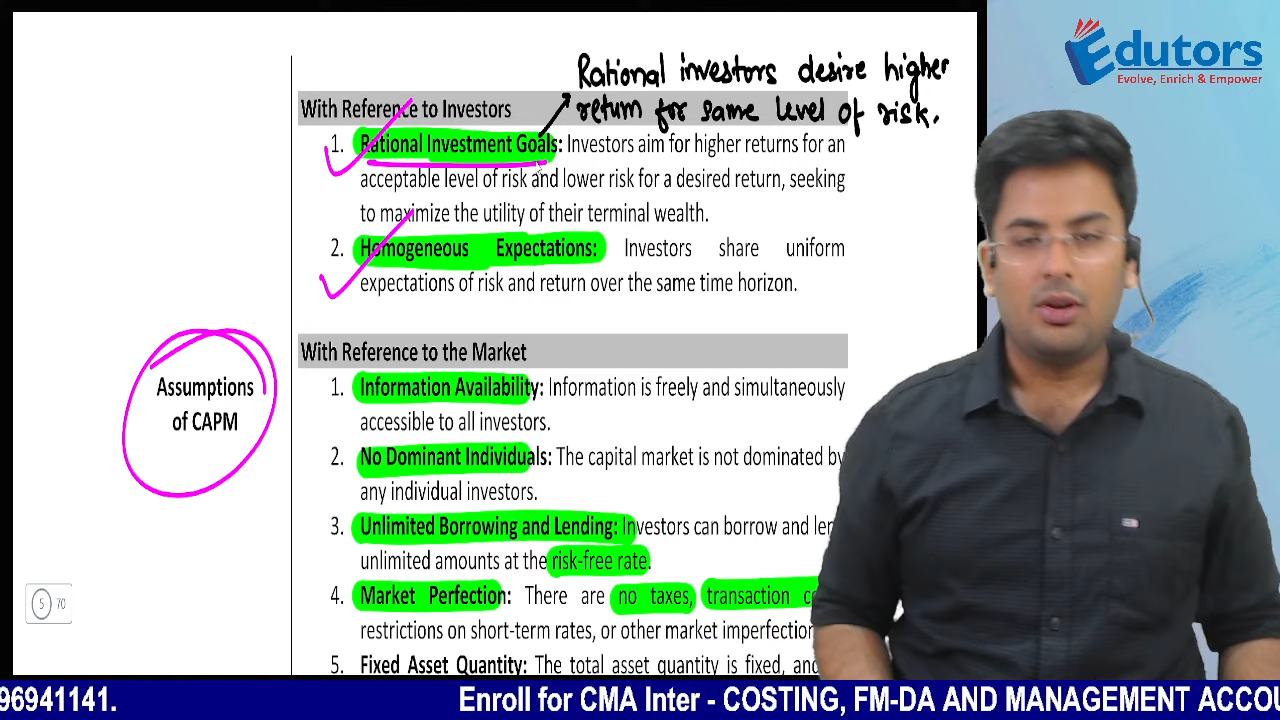 Edutors
Evolve, Enrich & Empower
Rational investors desire higher
return for same level of risk.
With Reference to Investors
1. Rational Investment Goals: Investors aim for higher returns for an
acceptable level of risk and lower risk for a desired return, seeking
to maximize the utility of their terminal wealth.
2. Homogeneous Expectations: Investors share uniform
expectations of risk and return over the same time horizon.
Assumptions
of CAPM
With Reference to the Market
1. Information Availability: Information is freely and simultaneously
accessible to all investors.
2. No Dominant Individuals: The capital market is not dominated by
any individual investors.
3. Unlimited Borrowing and Lending: Investors can borrow and len
unlimited amounts at the risk-free rate.
4. Market Perfection: There are no taxes, transaction c
restrictions on short-term rates, or other market imperfection
5. Fixed Asset Quantity: The total asset quantity is fixed, and
5 70
96941141. Enroll for CMA Inter - COSTING, FM-DA AND MANAGEMENT ACCOU